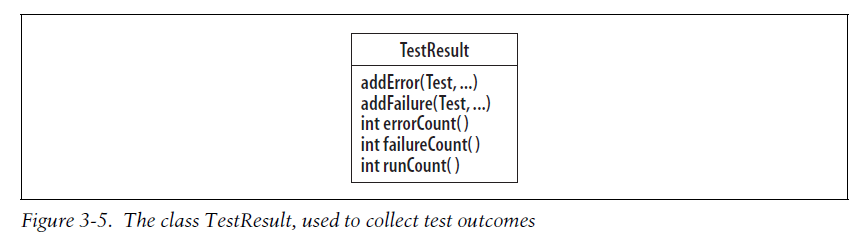 TestResult
addError(Test, ...)
addFailure(Test, ...)
int errorCount( )
int failureCount( )
int runCount( )
Figure 3-5. The class TestResult, used to collect test outcomes